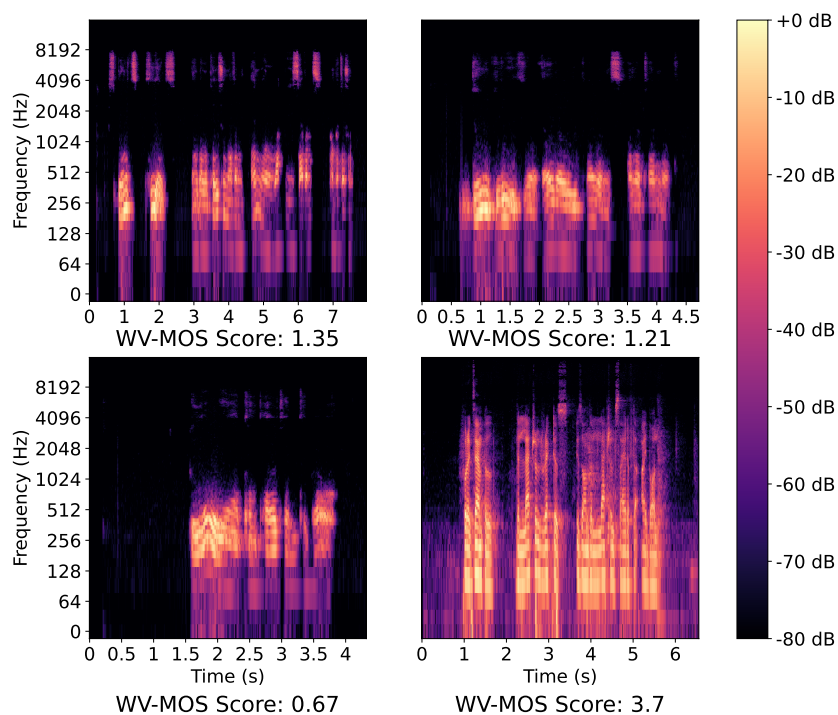 Frequency (Hz)
8192
4096
2048
1024
512
256
128
64
0
0 1 2 3 4 5 6 7
WV-MOS Score: 1.35
0 0.5 1 1.5 2 2.5 3 3.5 4 4.5
WV-MOS Score: 1.21
Frequency (Hz)
8192
4096
2048
1024
512
256
128
64
0
0 0.5 1 1.5 2 2.5 3 3.5 4
Time (s)
WV-MOS Score: 0.67
0 1 2 3 4 5 6
Time (s)
WV-MOS Score: 3.7
+0 dB
-10 dB
-20 dB
-30 dB
-40 dB
-50 dB
-60 dB
-70 dB
-80 dB